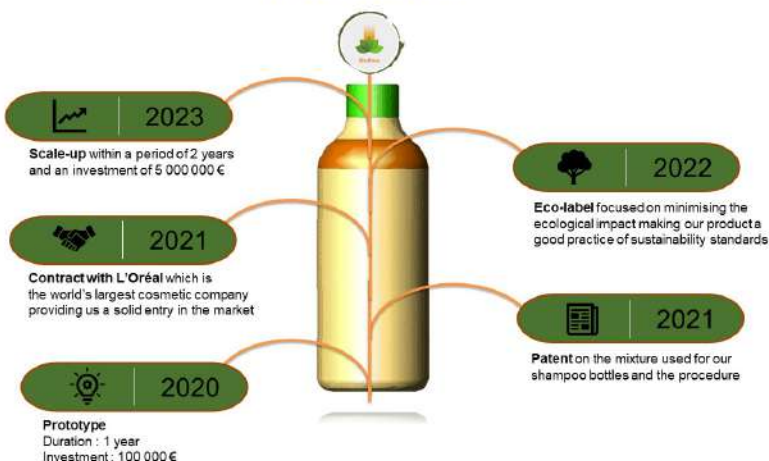 2023
Scale-up within a period of 2 years
and an investment of 5 000 000 €
2022
Eco-label focused on minimising the
ecological impact making our product a
good practice of sustainability standards
2021
Contract with L'Oréal which is
the world's largest cosmetic company
providing us a solid entry in the market
2021
Patent on the mixture used for our
shampoo bottles and the procedure
2020
Prototype
Duration : 1 year
Investment : 100 000 €